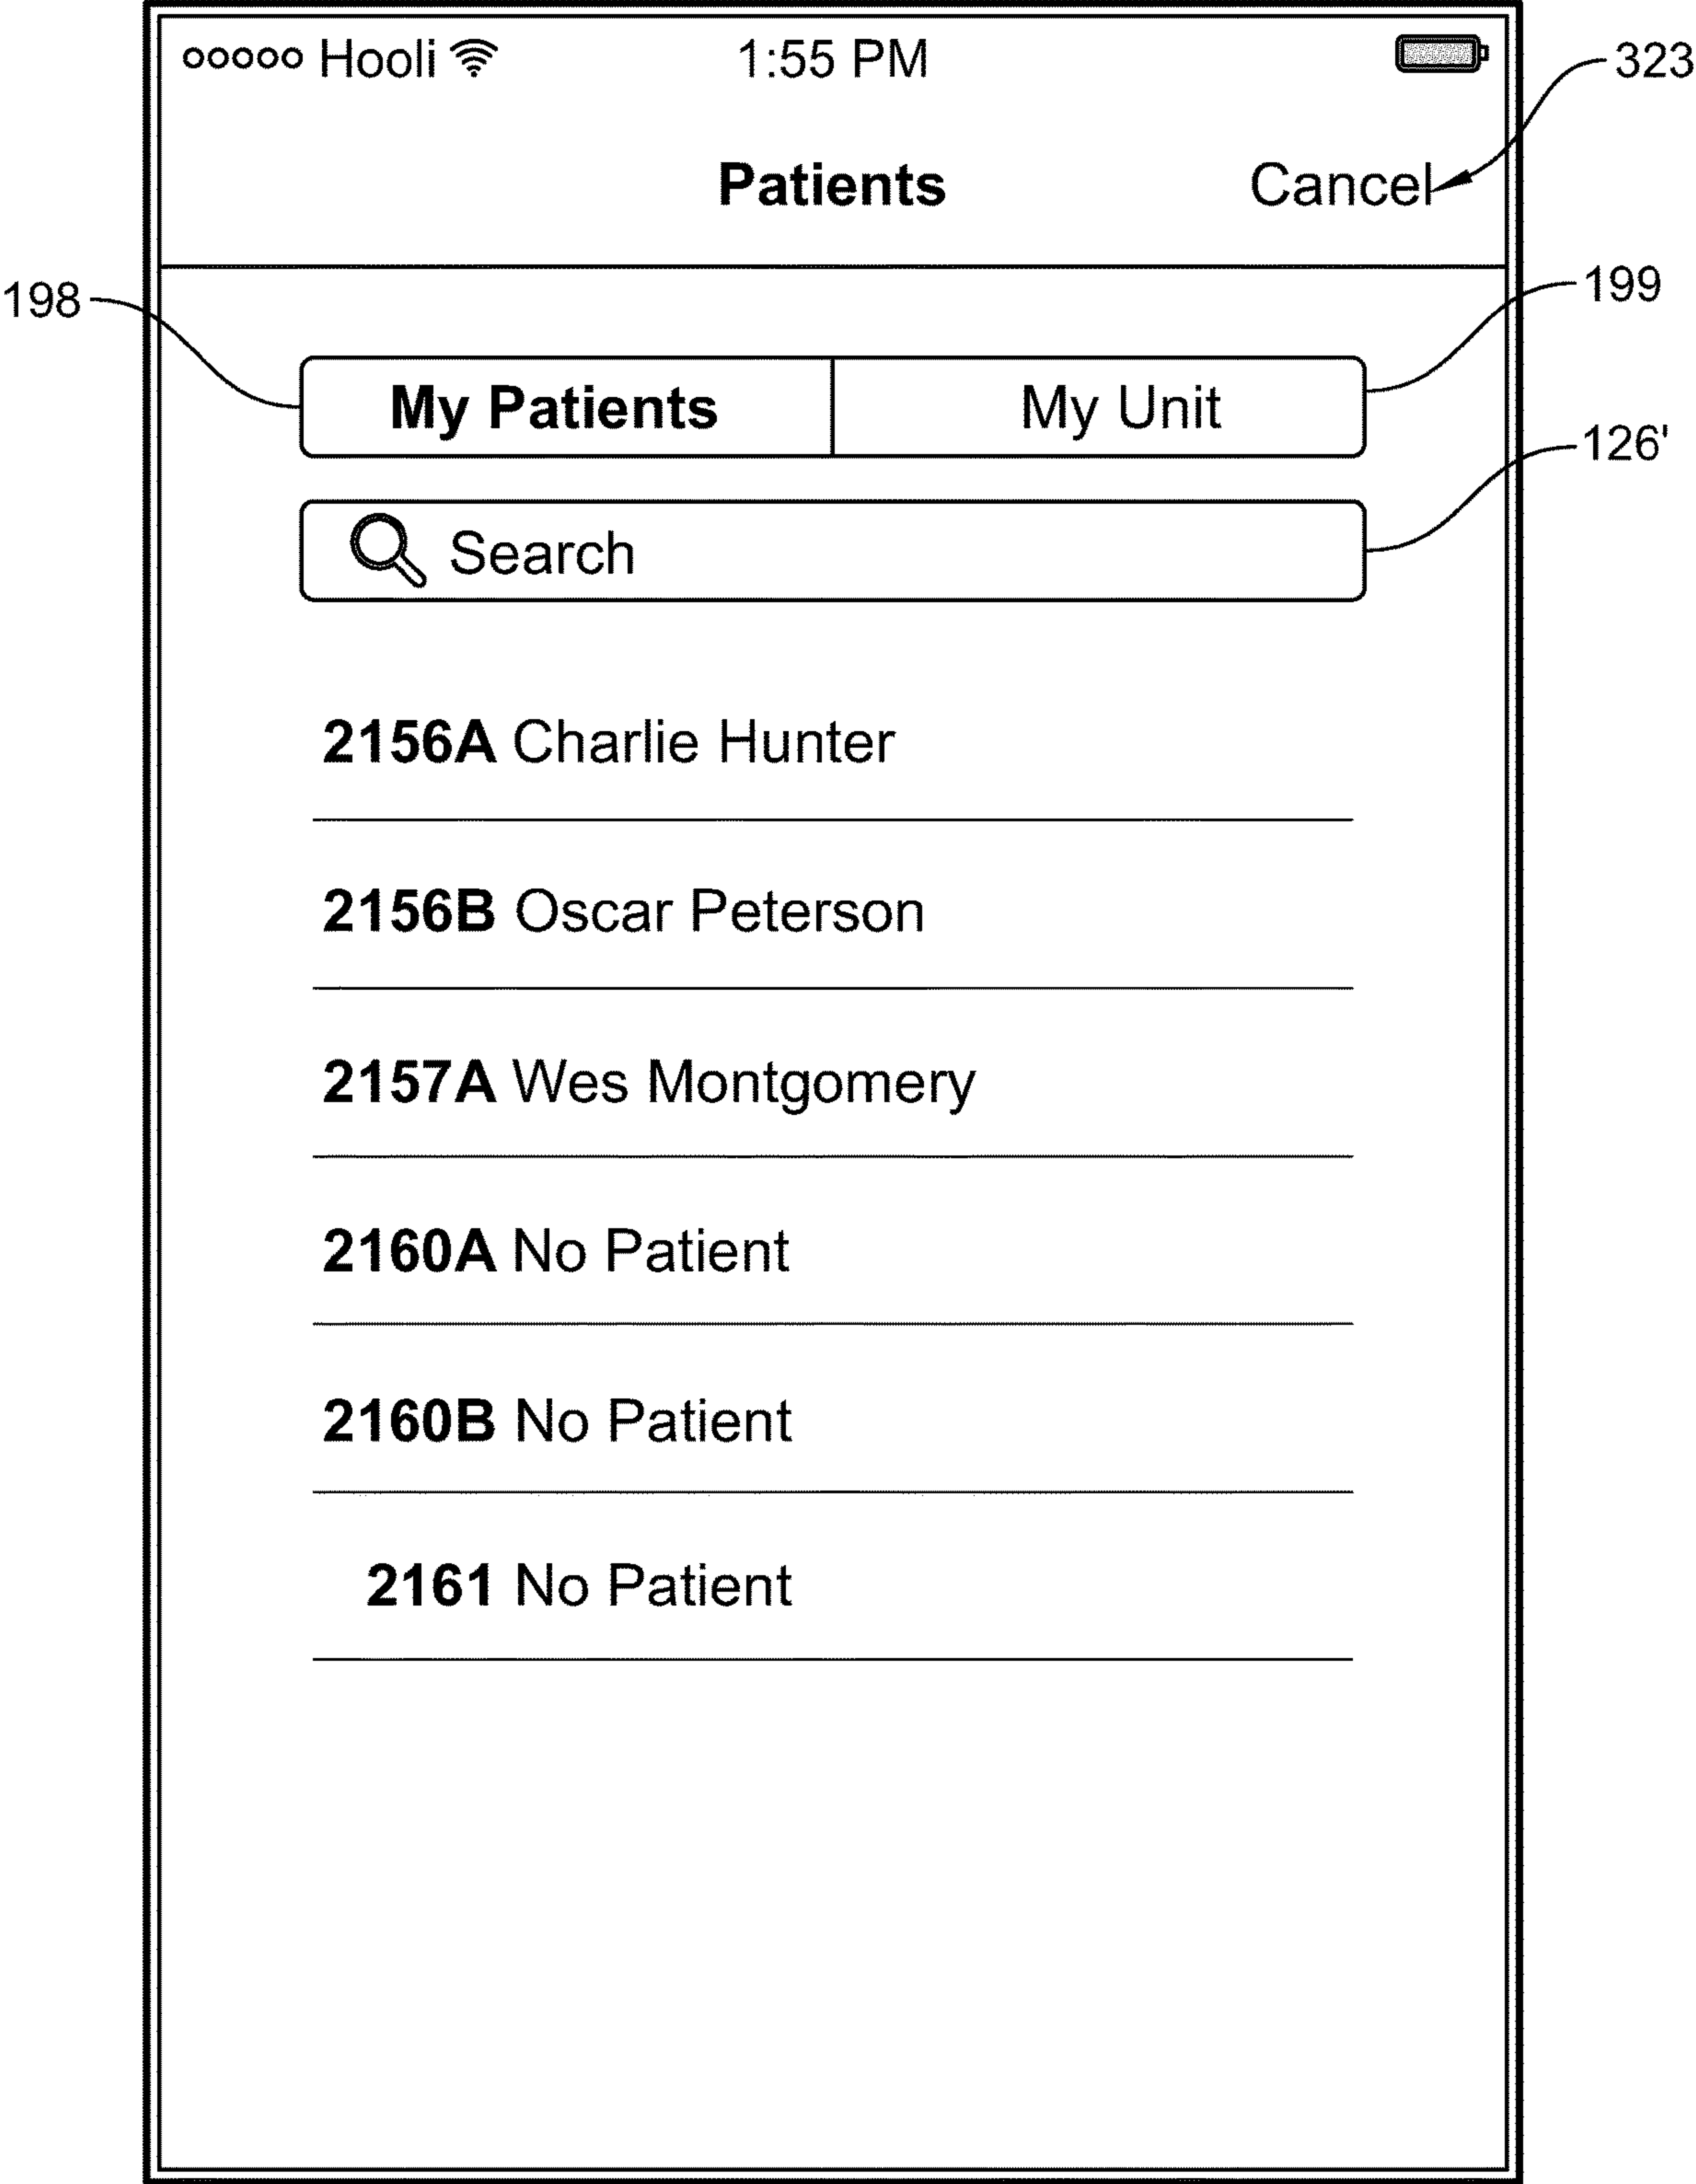 ooooo Hooli 1:55 PM
323
Patients Cancel
198
199
My Patients My Unit
126'
Search
2156A Charlie Hunter
2156B Oscar Peterson
2157A Wes Montgomery
2160A No Patient
2160B No Patient
2161 No Patient